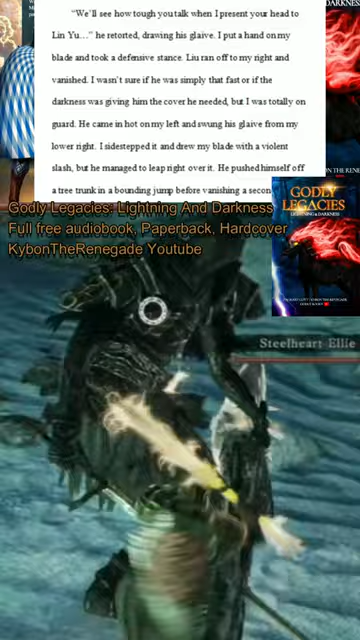 DARKNESS
"We'll see how tough you talk when I present your head to
Lin Yu…" he retorted, drawing his glaive. I put a hand on my
blade and took a defensive stance. Liu ran off to my right and
vanished. I wasn't sure if he was simply that fast or if the
darkness was giving him the cover he needed, but I was totally on
guard. He came in hot on my left and swung his glaive from my
lower right. I sidestepped it and drew my blade with a violent
slash, but he managed to leap right over it. He pushed himself off
a tree trunk in a bounding jump before vanishing a secon
Godly Legacies: Lightning And Darkness
Full free audiobook, Paperback, Hardcover
KybonTheRenegade Youtube
GODLY
LEGACIES
LIGHTNING & DARKNESS
Steelheart Ellie